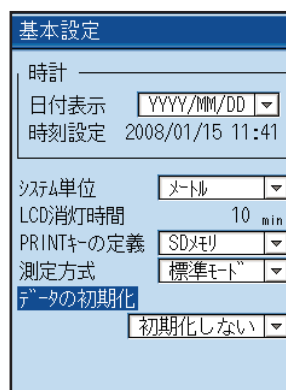 基本設定
時計
日付表示 YYYY/MM/DD
時刻設定 2008/01/15 11:41
ｼｽﾃﾑ単位 ﾒｰﾄﾙ
LCD消灯時間 10 min
PRINTｷｰの定義 SDﾒﾓﾘ
測定方式 標準ﾓｰﾄﾞ
ﾃﾞｰﾀの初期化
初期化しない